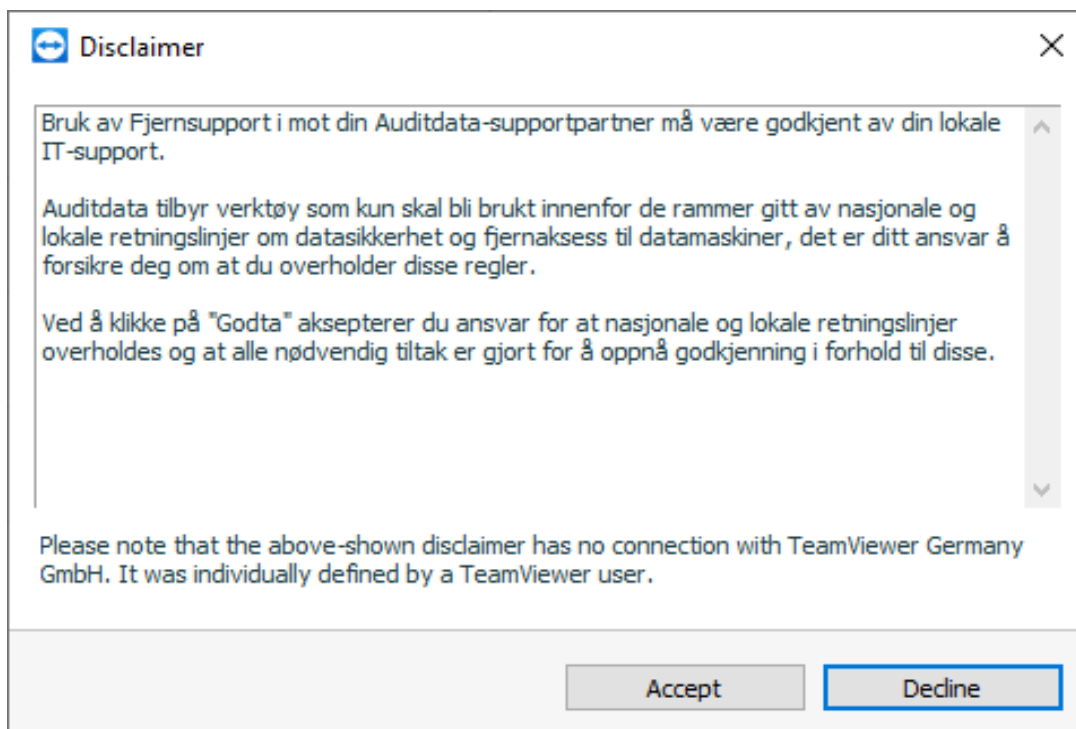 Disclaimer
Bruk av Fjernsupport i mot din Auditdata-supportpartner må være godkjent av din lokale
IT-support.
Auditdata tilbyr verktøy som kun skal bli brukt innenfor de rammer gitt av nasjonale og
lokale retningslinjer om datasikkerhet og fjernaksess til datamaskiner, det er ditt ansvar å
forsikre deg om at du overholder disse regler.
Ved å klikke på "Godta" aksepterer du ansvar for at nasjonale og lokale retningslinjer
overholdes og at alle nødvendig tiltak er gjort for å oppnå godkjenning i forhold til disse.
Please note that the above-shown disclaimer has no connection with TeamViewer Germany
GmbH. It was individually defined by a TeamViewer user.
Accept
Decline